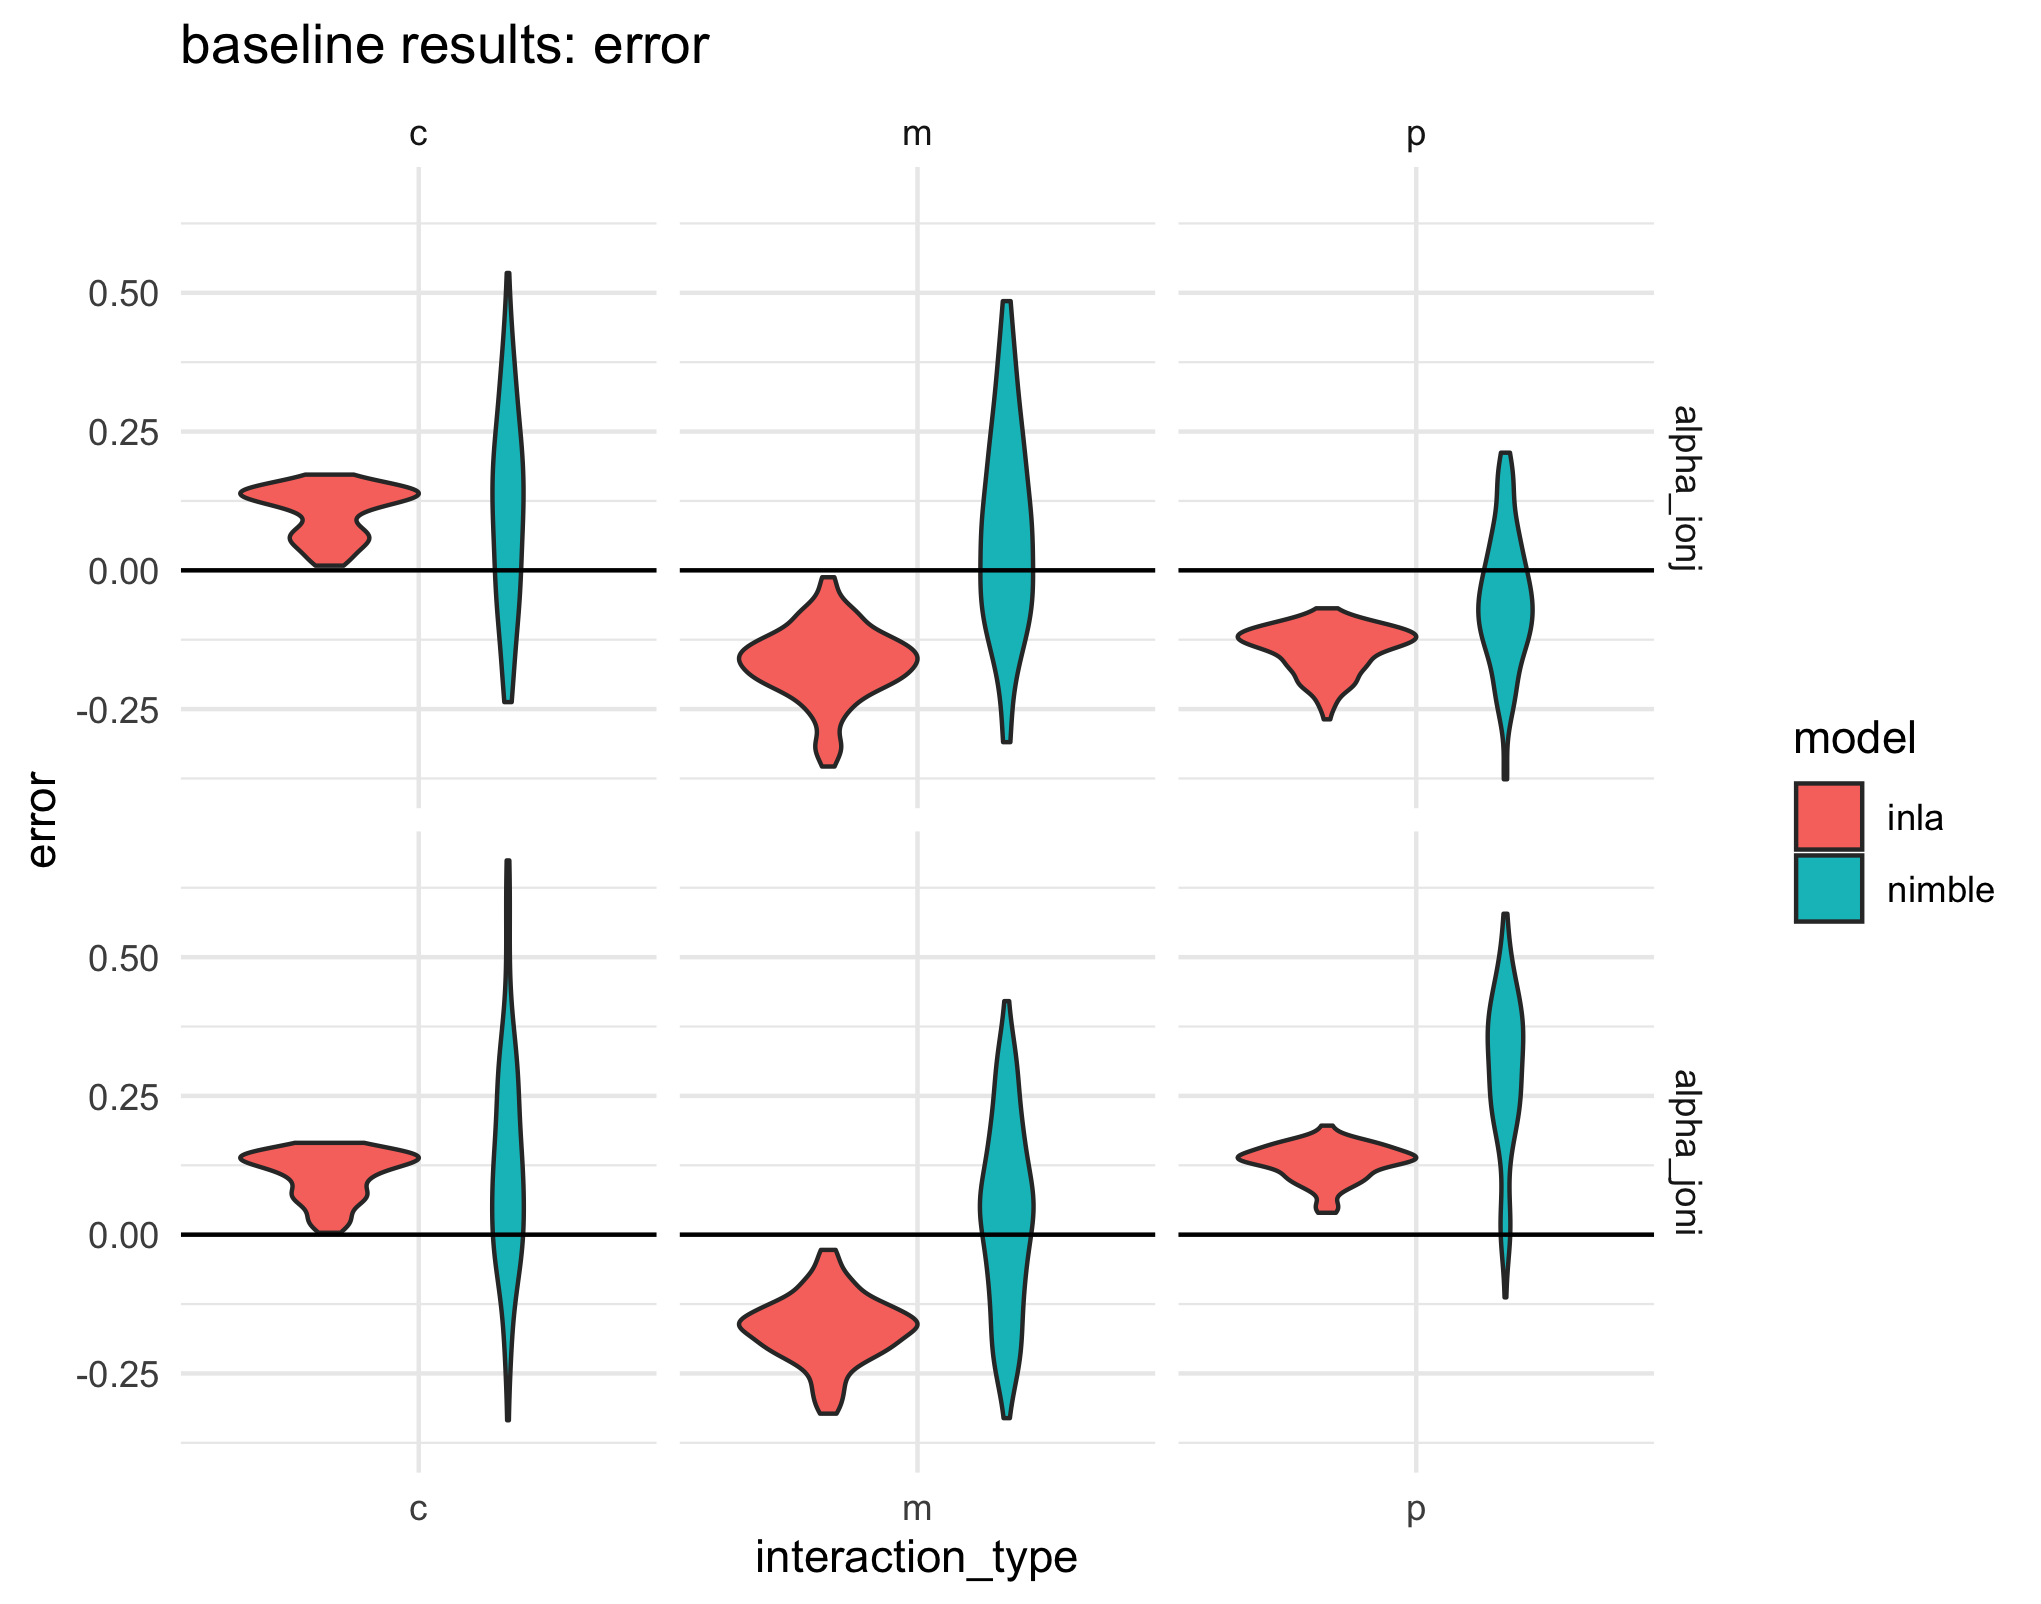 baseline results: error
c
m
p
error
0.50
0.25
0.00
-0.25
alpha_ionj
0.50
0.25
0.00
-0.25
alpha_joni
c
m
p
interaction_type
model
inla
nimble